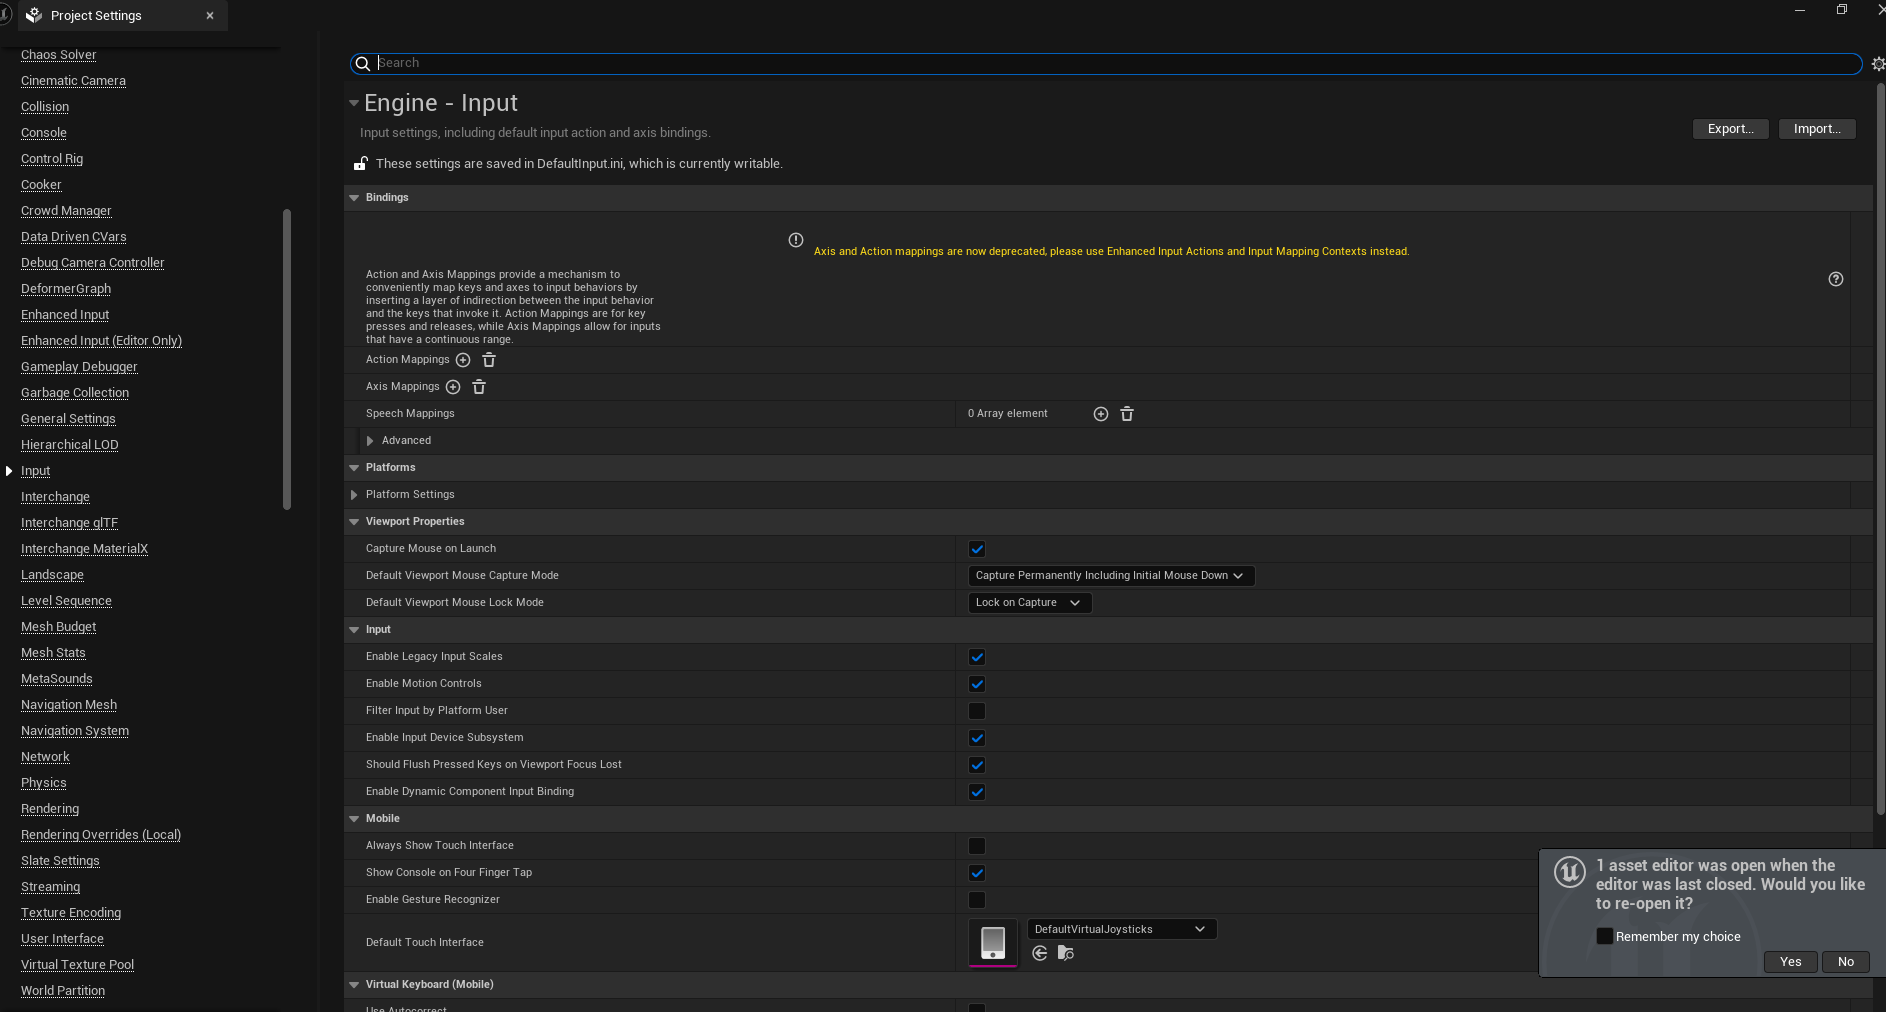 Project Settings
Chaos Solver
Cinematic Camera
Collision
Console
Control Rig
Cooker
Crowd Manager
Data Driven CVars
Debug Camera Controller
DeformerGraph
Enhanced Input
Enhanced Input (Editor Only)
Gameplay Debugger
Garbage Collection
General Settings
Hierarchical LOD
Input
Interchange
Interchange glTF
Interchange MaterialX
Landscape
Level Sequence
Mesh Budget
Mesh Stats
MetaSounds
Navigation Mesh
Navigation System
Network
Physics
Rendering
Rendering Overrides (Local)
Slate Settings
Streaming
Texture Encoding
User Interface
Virtual Texture Pool
World Partition
Search
Engine - Input
Input settings, including default input action and axis bindings.
Export...
Import...
These settings are saved in DefaultInput.ini, which is currently writable.
Bindings
Axis and Action mappings are now deprecated, please use Enhanced Input Actions and Input Mapping Contexts instead.
Action and Axis Mappings provide a mechanism to
conveniently map keys and axes to input behaviors by
inserting a layer of indirection between the input behavior
and the keys that invoke it. Action Mappings are for key
presses and releases, while Axis Mappings allow for inputs
that have a continuous range.
Action Mappings
Axis Mappings
Speech Mappings
0 Array element
Advanced
Platforms
Platform Settings
Viewport Properties
Capture Mouse on Launch
Default Viewport Mouse Capture Mode
Capture Permanently Including Initial Mouse Down
Default Viewport Mouse Lock Mode
Lock on Capture
Input
Enable Legacy Input Scales
Enable Motion Controls
Filter Input by Platform User
Enable Input Device Subsystem
Should Flush Pressed Keys on Viewport Focus Lost
Enable Dynamic Component Input Binding
Mobile
Always Show Touch Interface
Show Console on Four Finger Tap
Enable Gesture Recognizer
Default Touch Interface
DefaultVirtualJoysticks
Virtual Keyboard (Mobile)
Use Autocorrect
1 asset editor was open when the
editor was last closed. Would you like
to re-open it?
Remember my choice
Yes
No